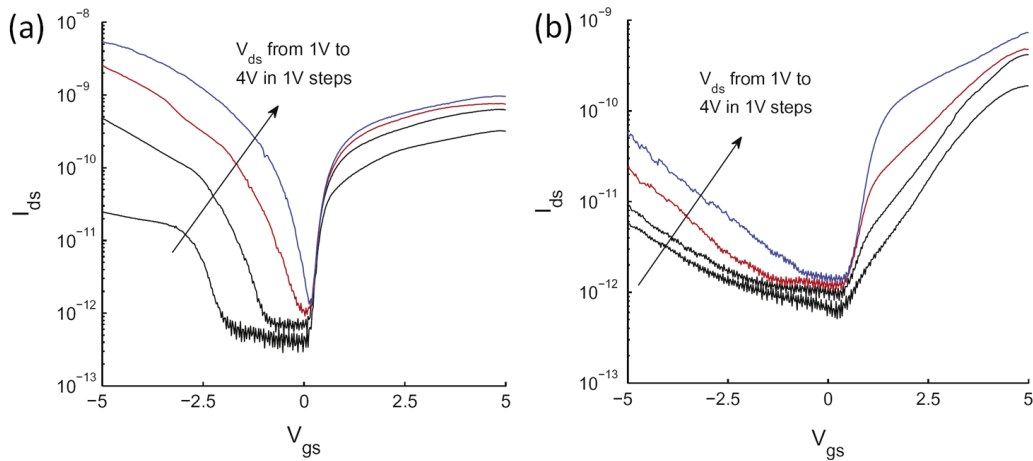 (a)
V_ds from 1V to
4V in 1V steps
I_ds
10^-8
10^-9
10^-10
10^-11
10^-12
10^-13
-5
-2.5
0
2.5
5
V_gs
(b)
V_ds from 1V to
4V in 1V steps
I_ds
10^-9
10^-10
10^-11
10^-12
10^-13
-5
-2.5
0
2.5
5
V_gs